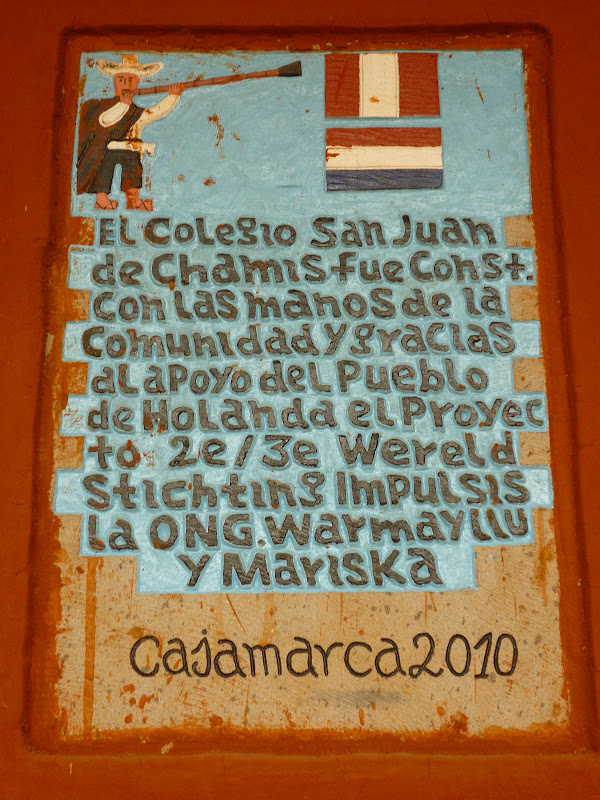 El Colegio San Juan
de Chamis fue Const.
con las manos de la
Comunidad y gracias
al apoyo del Pueblo
de Holanda el Proyec
to 2e/3e Wereld
Stichting Impulsis
la ONG Warmayllu
y Mariska
Cajamarca 2010